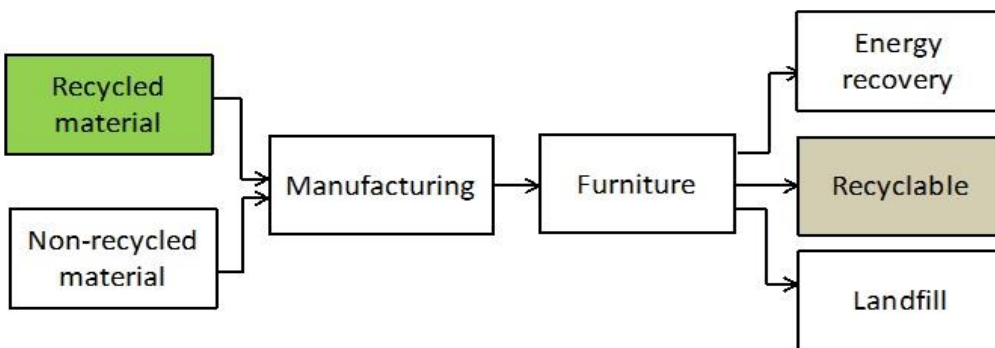 Recycled
material
Non-recycled
material
Manufacturing
Furniture
Energy
recovery
Recyclable
Landfill